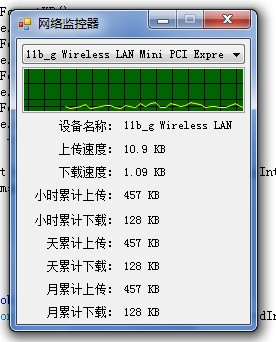 网络监控器
11b_g Wireless LAN Mini PCI Expre
设备名称: 11b_g Wireless LAN
上传速度: 10.9 KB
下载速度: 1.09 KB
小时累计上传: 457 KB
小时累计下载: 128 KB
天累计上传: 457 KB
天累计下载: 128 KB
月累计上传: 457 KB
月累计下载: 128 KB